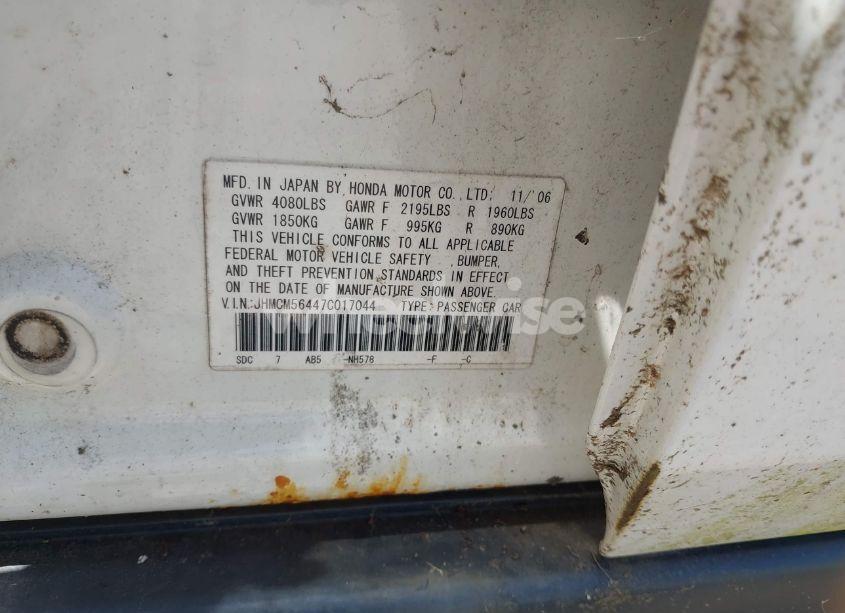 MFD. IN JAPAN BY HONDA MOTOR CO., LTD. 11/'06
GVWR 4080LBS GAWR F 2195LBS R 1960LBS
GVWR 1850KG GAWR F 995KG R 890KG
THIS VEHICLE CONFORMS TO ALL APPLICABLE
FEDERAL MOTOR VEHICLE SAFETY , BUMPER,
AND THEFT PREVENTION STANDARDS IN EFFECT
ON THE DATE OF MANUFACTURE SHOWN ABOVE.
V.I.N.:JHMCM56447C017044 TYPE:PASSENGER CAR
SDC 7 AB5 -NH578 -F -C